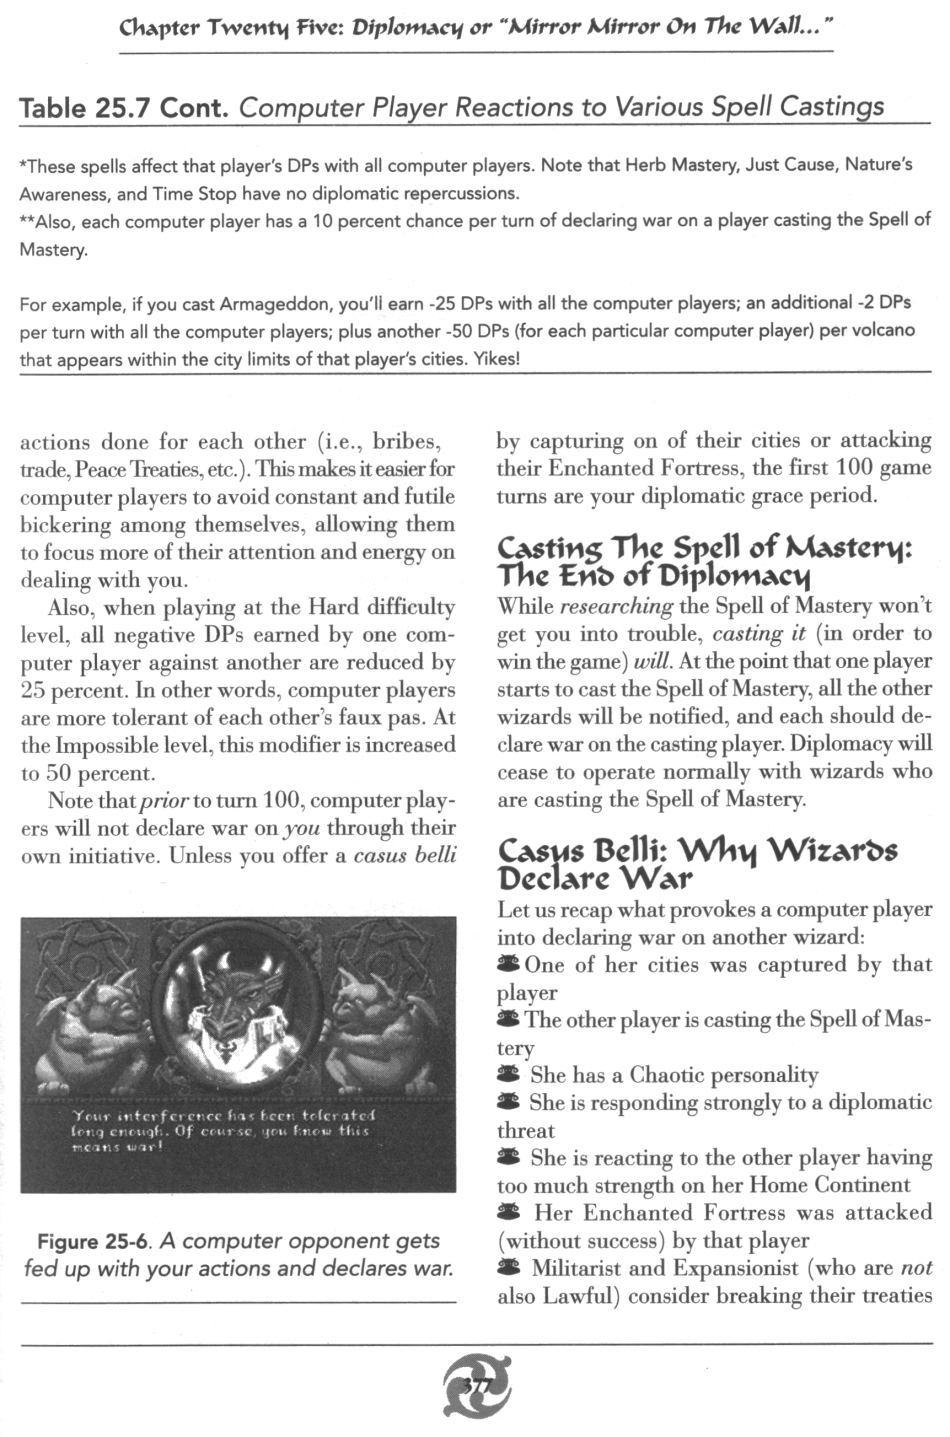 Chapter Twenty Five: Diplomacy or “Mirror Mirror On The Wall...”
Table 25.7 Cont. Computer Player Reactions to Various Spell Castings
*These spells affect that player’s DPs with all computer players. Note that Herb Mastery, Just Cause, Nature’s
Awareness, and Time Stop have no diplomatic repercussions.
**Also, each computer player has a 10 percent chance per turn of declaring war on a player casting the Spell of
Mastery.
For example, if you cast Armageddon, you’ll earn -25 DPs with all the computer players; an additional -2 DPs
per turn with all the computer players; plus another -50 DPs (for each particular computer player) per volcano
that appears within the city limits of that player’s cities. Yikes!
actions done for each other (i.e., bribes,
trade, Peace Treaties, etc.). This makes it easier for
computer players to avoid constant and futile
bickering among themselves, allowing them
to focus more of their attention and energy on
dealing with you.
Also, when playing at the Hard difficulty
level, all negative DPs earned by one com-
puter player against another are reduced by
25 percent. In other words, computer players
are more tolerant of each other’s faux pas. At
the Impossible level, this modifier is increased
to 50 percent.
Note that prior to turn 100, computer play-
ers will not declare war on you through their
own initiative. Unless you offer a casus belli
Your interference has been tolerated
long enough. Of course, you know this
means war!
Figure 25-6. A computer opponent gets
fed up with your actions and declares war.
by capturing on of their cities or attacking
their Enchanted Fortress, the first 100 game
turns are your diplomatic grace period.
Casting The Spell of Mastery:
The End of Diplomacy
While researching the Spell of Mastery won’t
get you into trouble, casting it (in order to
win the game) will. At the point that one player
starts to cast the Spell of Mastery, all the other
wizards will be notified, and each should de-
clare war on the casting player. Diplomacy will
cease to operate normally with wizards who
are casting the Spell of Mastery.
Casus Belli: Why Wizards
Declare War
Let us recap what provokes a computer player
into declaring war on another wizard:
One of her cities was captured by that
player
The other player is casting the Spell of Mas-
tery
She has a Chaotic personality
She is responding strongly to a diplomatic
threat
She is reacting to the other player having
too much strength on her Home Continent
Her Enchanted Fortress was attacked
(without success) by that player
Militarist and Expansionist (who are not
also Lawful) consider breaking their treaties
377